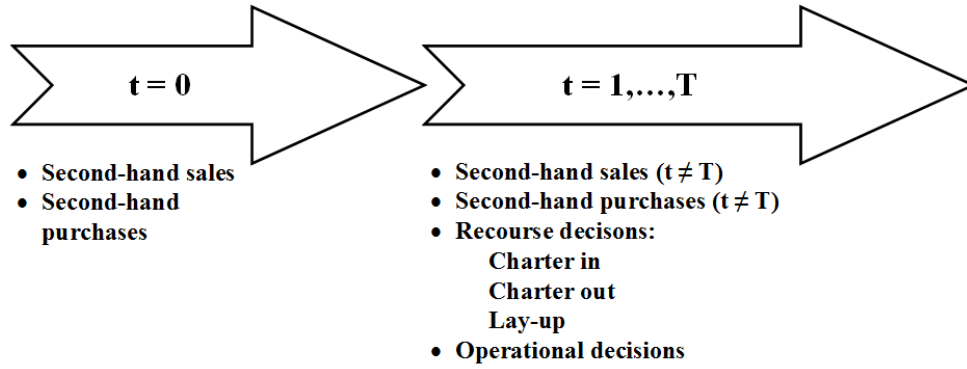 t = 0
t = 1,...,T
• Second-hand sales
• Second-hand
purchases
• Second-hand sales (t ≠ T)
• Second-hand purchases (t ≠ T)
• Recourse decisons:
Charter in
Charter out
Lay-up
• Operational decisions